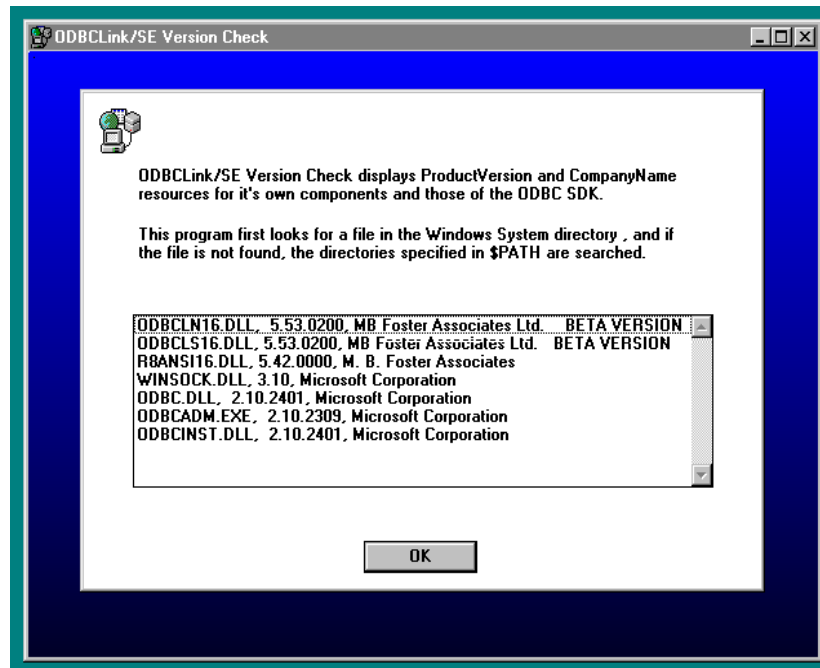 ODBCLink/SE Version Check
ODBCLink/SE Version Check displays ProductVersion and CompanyName
resources for it's own components and those of the ODBC SDK.
This program first looks for a file in the Windows System directory , and if
the file is not found, the directories specified in $PATH are searched.
ODBCLN16.DLL, 5.53.0200, MB Foster Associates Ltd. BETA VERSION
ODBCLS16.DLL, 5.53.0200, MB Foster Associates Ltd. BETA VERSION
R8ANSI16.DLL, 5.42.0000, M. B. Foster Associates
WINSOCK.DLL, 3.10, Microsoft Corporation
ODBC.DLL, 2.10.2401, Microsoft Corporation
ODBCADM.EXE, 2.10.2309, Microsoft Corporation
ODBCINST.DLL, 2.10.2401, Microsoft Corporation
OK